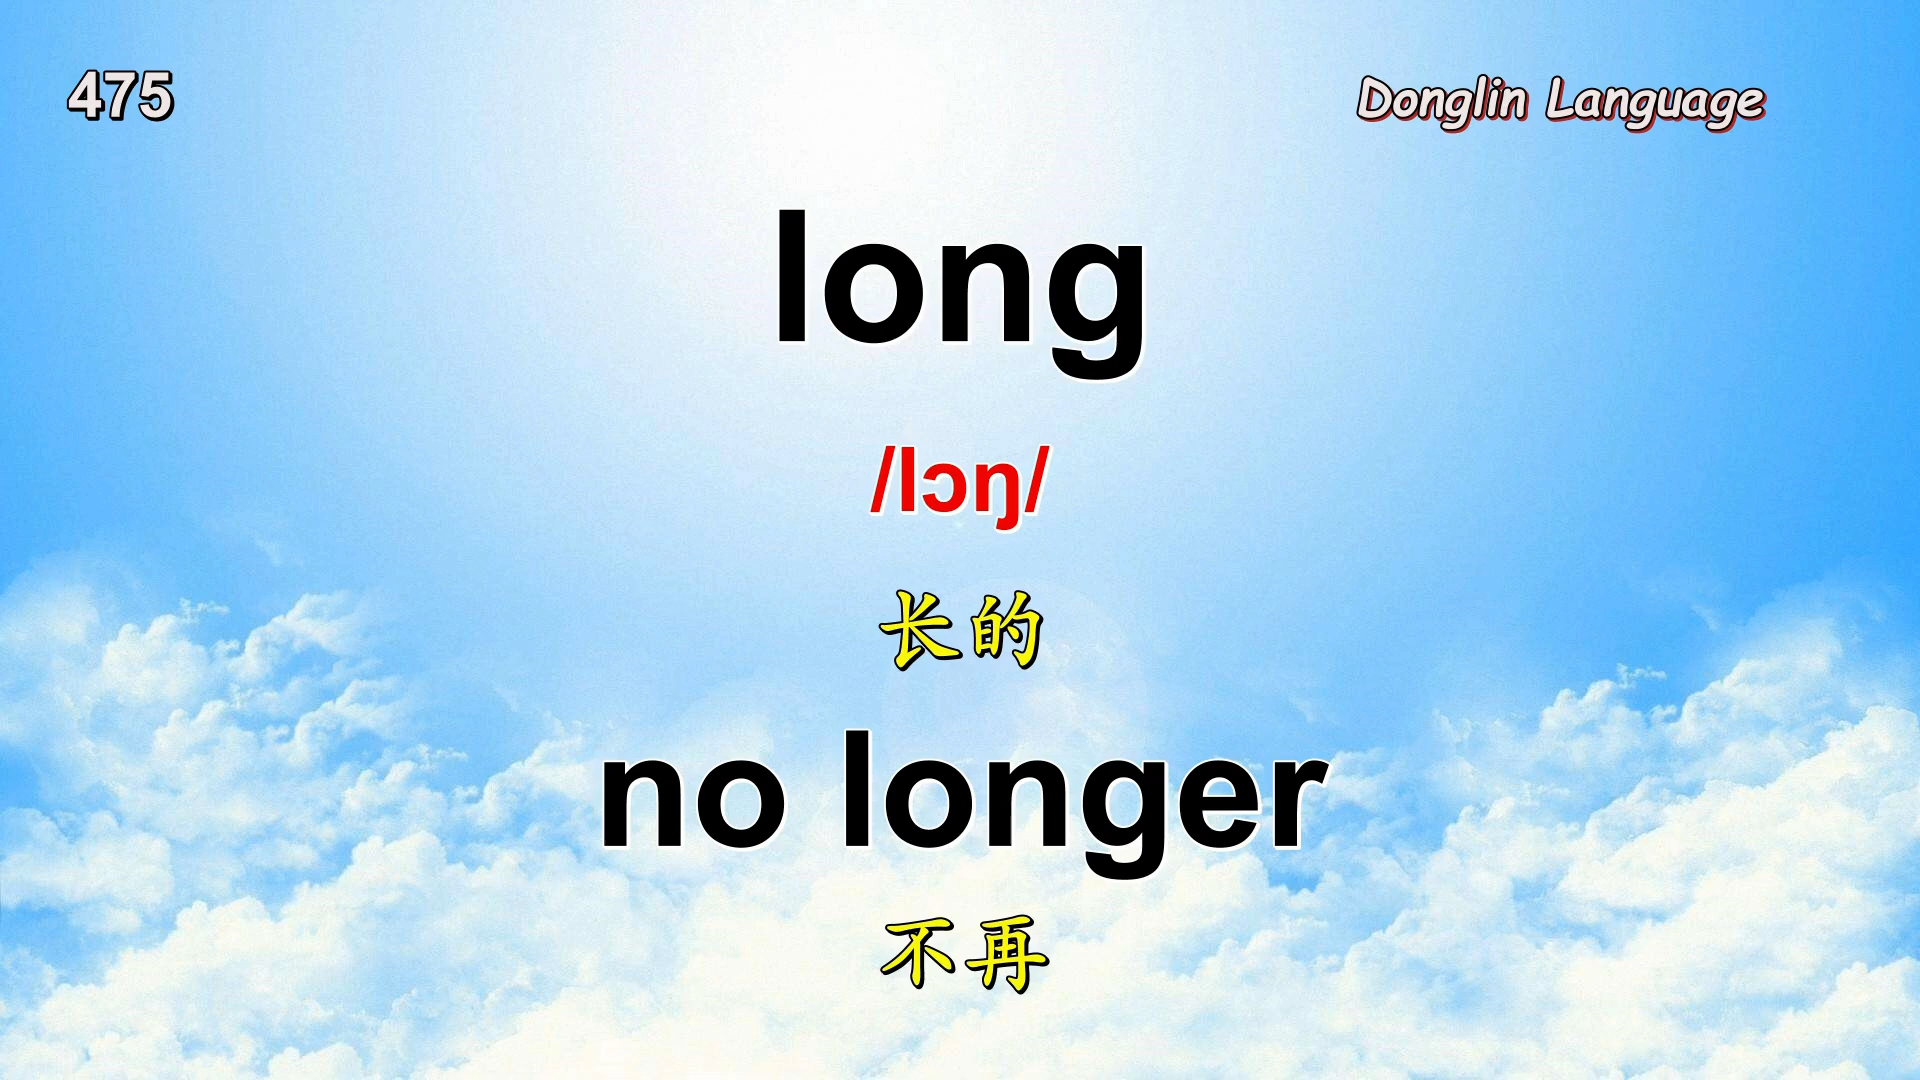 475
Donglin Language
long
/lɔŋ/
长的
no longer
不再